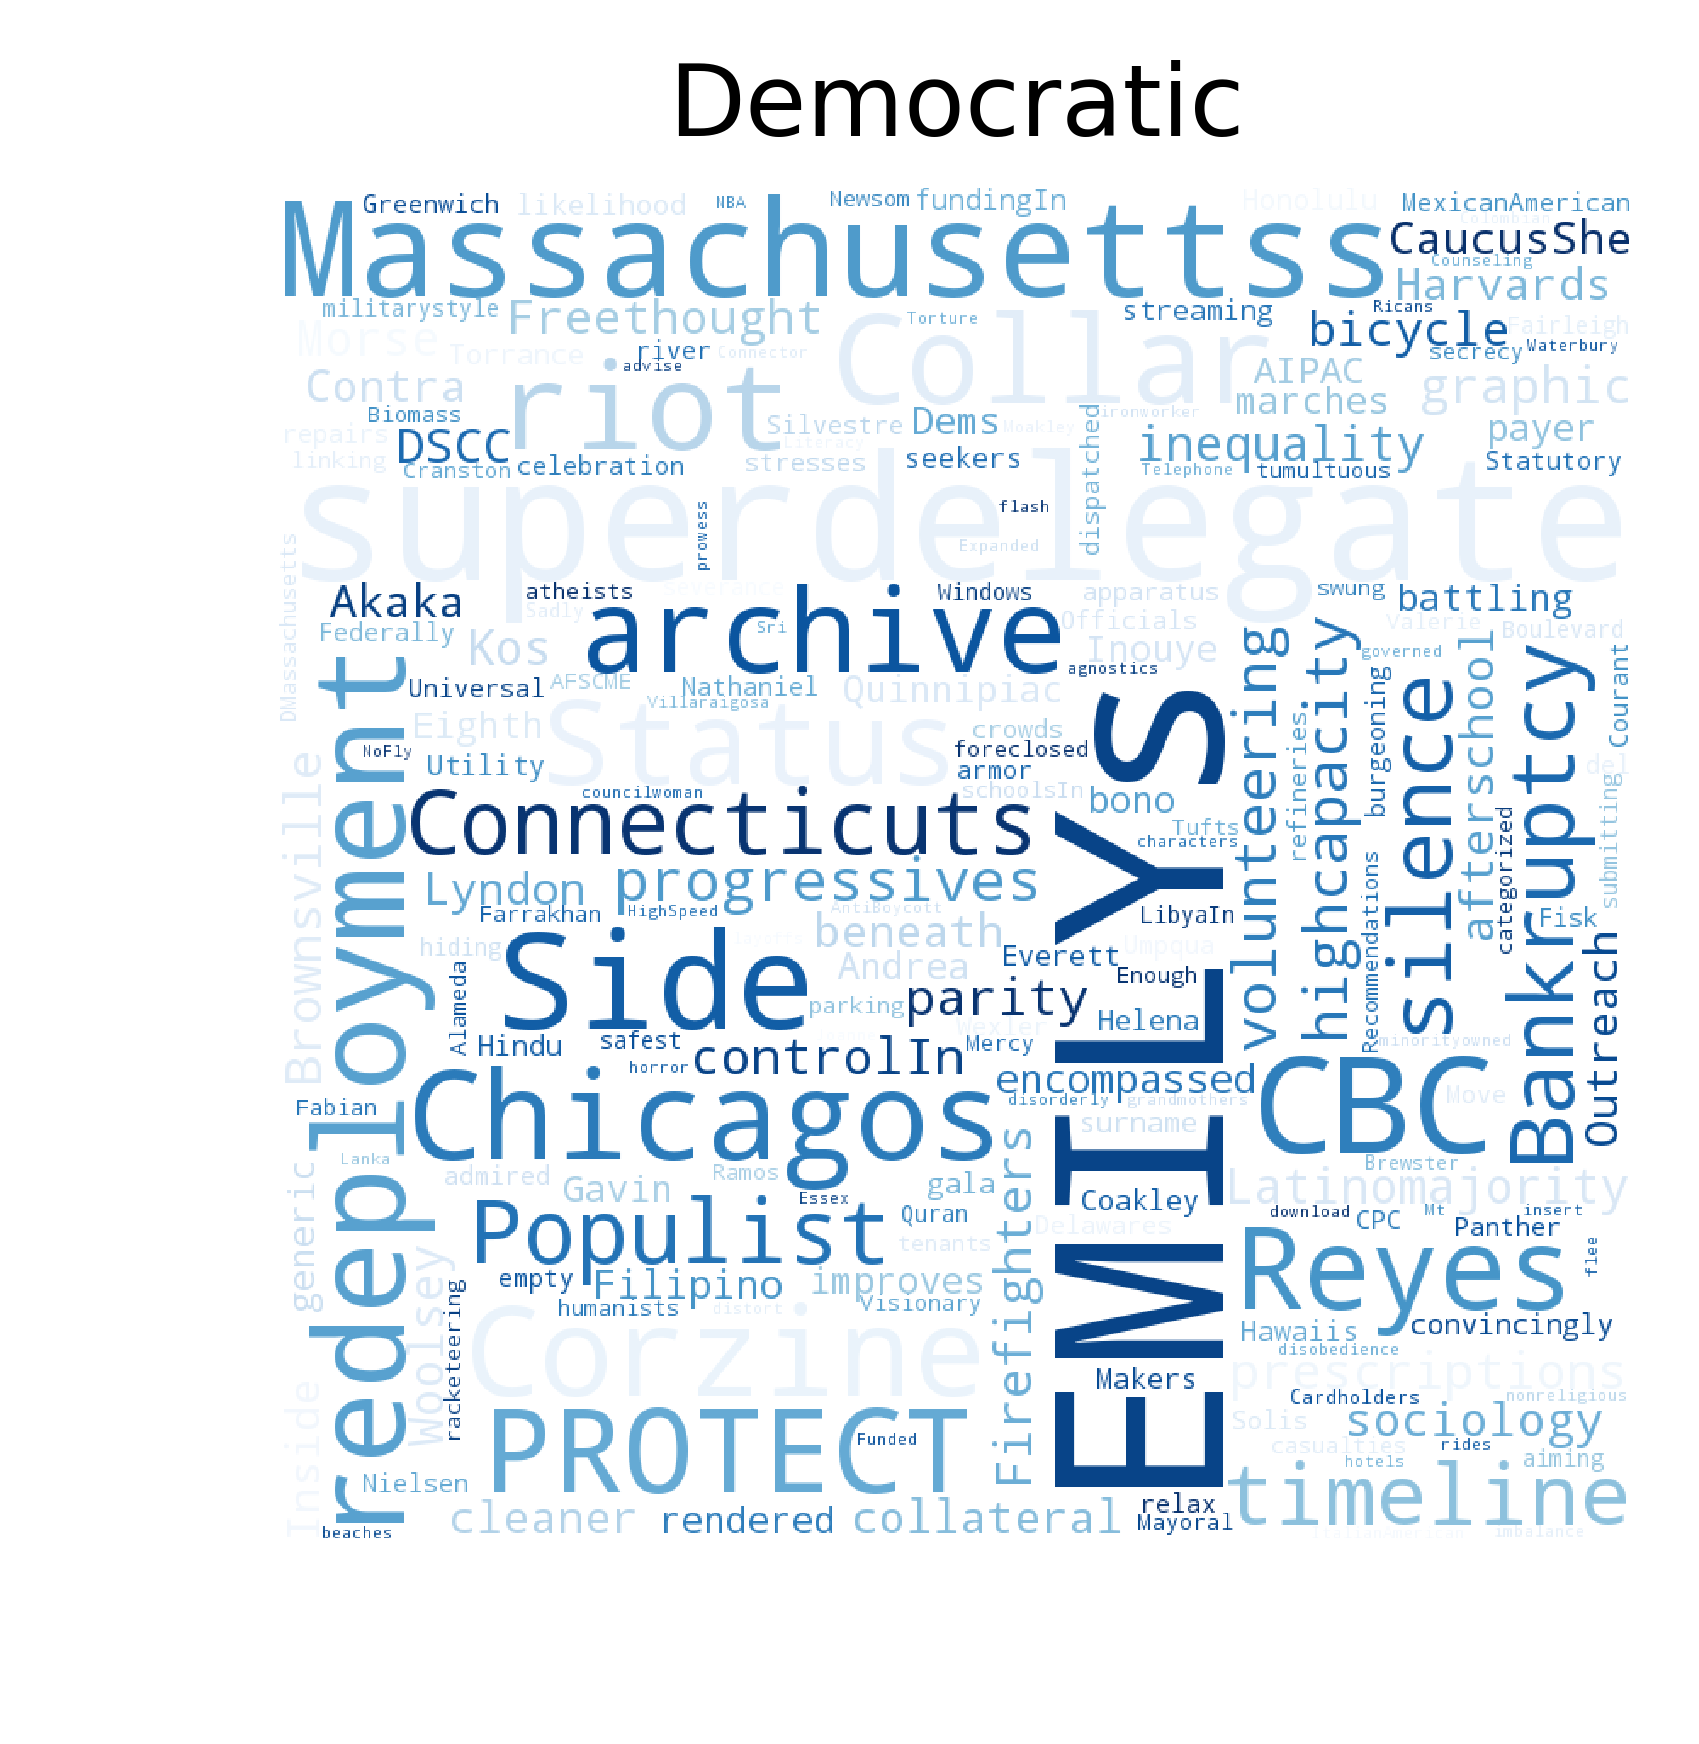 Democratic
Greenwich
likelihood
NBA
Newsom
fundingIn
Honolulu
MexicanAmerican
Massachusettss
Colombian
CaucusShe
Counseling
Harvards
militarystyle
Freethought
Torture
streaming
Ricans
bicycle
Fairleigh
Morse
Torrance
river
Connector
advise
Collar
secrecy
Waterbury
Contra
riot
AIPAC
graphic
marches
Biomass
Silvestre
Dems
Moakley
ironworker
repairs
DSCC
Literacy
inequality
payer
linking
Cranston
celebration
stresses
seekers
dispatched
Telephone
tumultuous
Statutory
superdelegate
prowess
flash
Expanded
DMassachusetts
Akaka
atheists
severance
Windows
apparatus
swung
battling
Sadly
archive
Federally
Sri
Officials
Valerie
Boulevard
Kos
Inouye
governed
agnostics
Universal
AFSCME
Nathaniel
Quinnipiac
Villaraigosa
redeployment
Eighth
Status
crowds
EMILYS
volunteering
highcapacity
burgeoning
silence
afterschool
Bankruptcy
Courant
NoFly
foreclosed
refineries
Utility
armor
del
councilwoman
schoolsIn
bono
submitting
Brownsville
Connecticuts
Tufts
characters
categorized
Lyndon
progressives
Recommendations
Farrakhan
HighSpeed
AntiBoycott
LibyaIn
Fisk
hiding
Side
layoffs
beneath
Everett
Umpqua
Outreach
Alameda
Andrea
Enough
parking
parity
Helena
Wexler
Hindu
safest
controlIn
Mercy
minorityowned
horror
encompassed
CBC
Move
Fabian
Chicagos
disorderly
grandmothers
surname
Lanka
Brewster
generic
admired
Ramos
Firefighters
Latinomajority
Gavin
gala
Essex
Coakley
download
CPC
Mt
insert
Populist
Quran
Delawares
Panther
tenants
Reyes
flee
Woolsey
empty
Filipino
improves
racketeering
humanists
distort
Visionary
Hawaiis
convincingly
Corzine
disobedience
Makers
prescriptions
Inside
Cardholders
nonreligious
PROTECT
Solis
sociology
Funded
casualties
rides
hotels
aiming
Nielsen
timeline
cleaner
rendered
collateral
relax
Mayoral
beaches
ItalianAmerican
imbalance